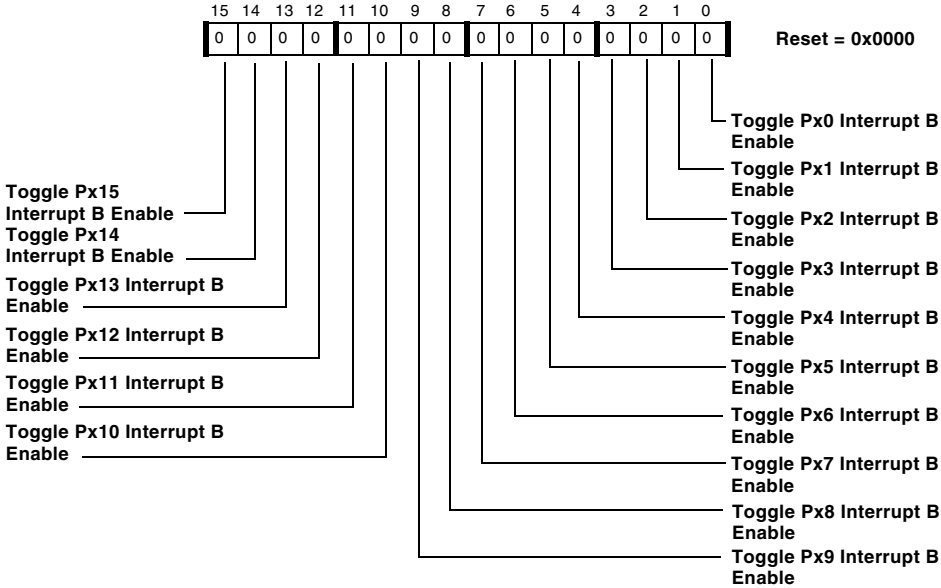 15 14 13 12 11 10 9 8 7 6 5 4 3 2 1 0
0 0 0 0 0 0 0 0 0 0 0 0 0 0 0 0
Reset = 0x0000
Toggle Px15
Interrupt B Enable
Toggle Px14
Interrupt B Enable
Toggle Px13 Interrupt B
Enable
Toggle Px12 Interrupt B
Enable
Toggle Px11 Interrupt B
Enable
Toggle Px10 Interrupt B
Enable
Toggle Px0 Interrupt B
Enable
Toggle Px1 Interrupt B
Enable
Toggle Px2 Interrupt B
Enable
Toggle Px3 Interrupt B
Enable
Toggle Px4 Interrupt B
Enable
Toggle Px5 Interrupt B
Enable
Toggle Px6 Interrupt B
Enable
Toggle Px7 Interrupt B
Enable
Toggle Px8 Interrupt B
Enable
Toggle Px9 Interrupt B
Enable